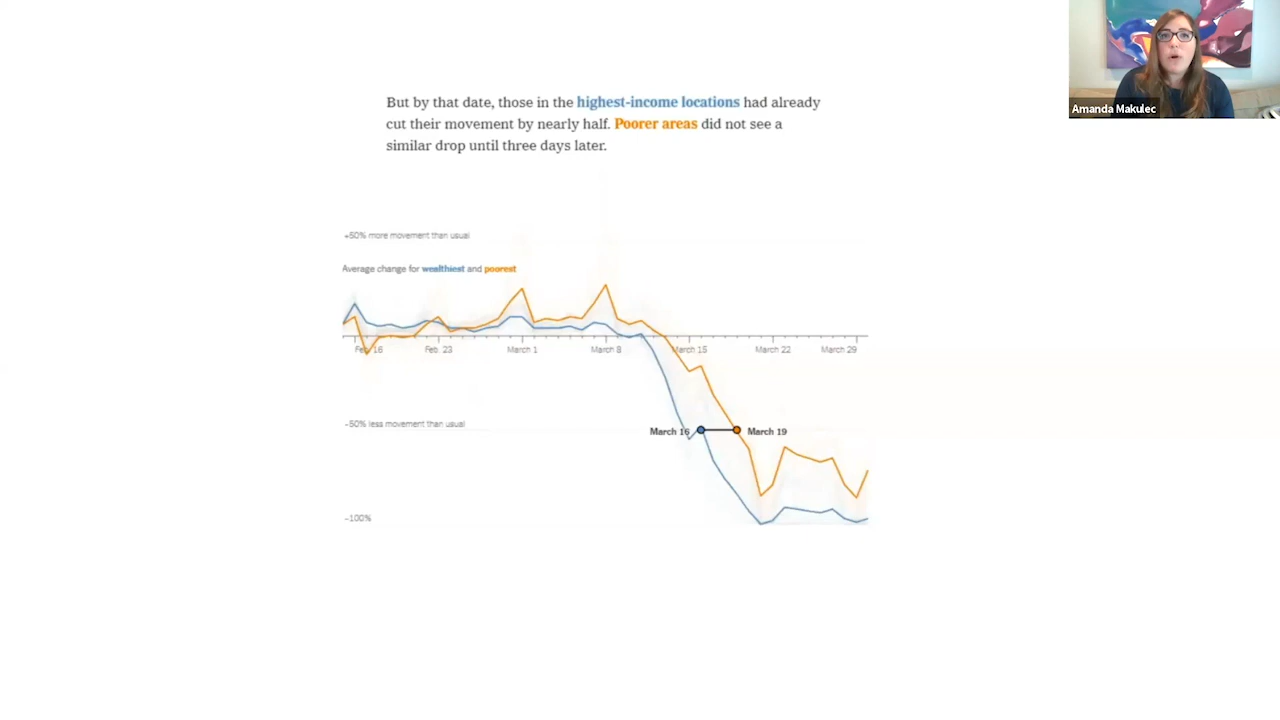 But by that date, those in the highest-income locations had already
cut their movement by nearly half. Poorer areas did not see a
similar drop until three days later.
+50% more movement than usual
Average change for wealthiest and poorest
Feb. 16
Feb. 23
March 1
March 8
March 15
March 22
March 29
-50% less movement than usual
March 16
March 19
-100%
Amanda Makulec